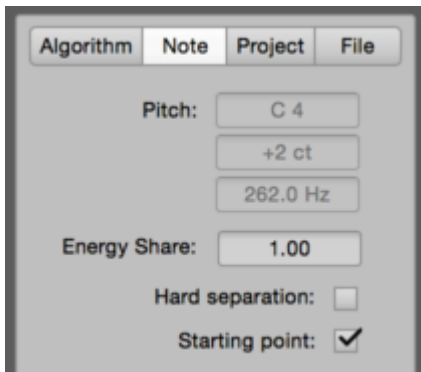 Algorithm Note Project File
Pitch: C 4
+2 ct
262.0 Hz
Energy Share: 1.00
Hard separation:
Starting point: